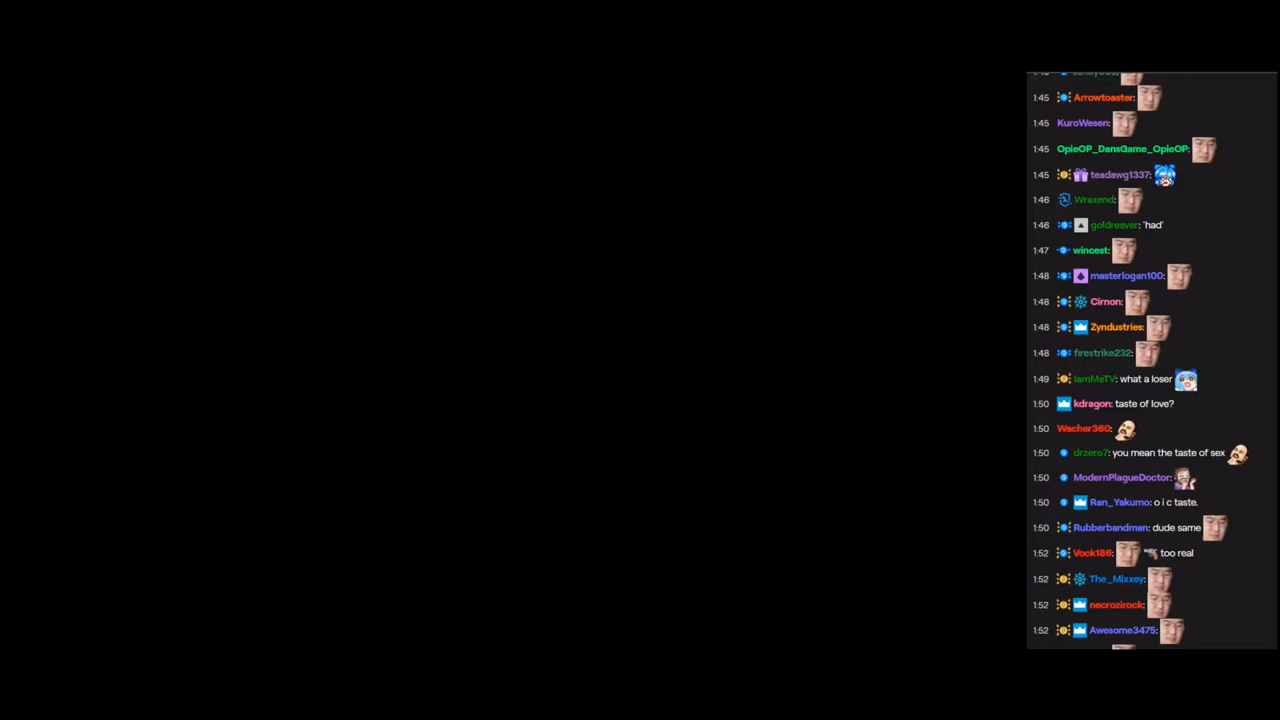 1:45 Arrowtoaster:
1:45 KuroWesen:
1:45 OpieOP_DansGame_OpieOP:
1:45 teadawg1337:
1:46 Wraxend:
1:46 goldreaver: 'had'
1:47 wincest:
1:48 masterlogan100:
1:48 Cirnon:
1:48 Zyndustries:
1:48 firestrike232:
1:49 IamMeTV: what a loser
1:50 kdragon: taste of love?
1:50 Wacher360:
1:50 drzero7: you mean the taste of sex
1:50 ModernPlagueDoctor:
1:50 Ran_Yakumo: o i c taste.
1:50 Rubberbandman: dude same
1:52 Vock186: too real
1:52 The_Mixxey:
1:52 necrozirock:
1:52 Awesome3475: